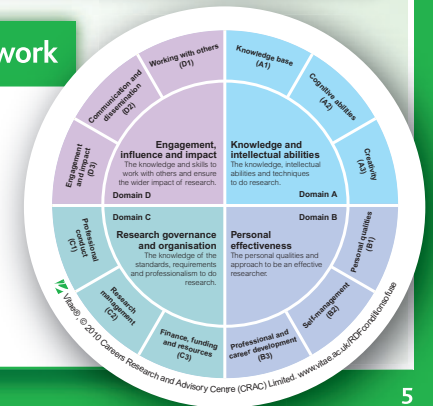 work
Working with others
(D1)
Knowledge base
(A1)
Communication and
dissemination
(D2)
Cognitive abilities
(A2)
Engagement
and impact
(D3)
Creativity
(A3)
Engagement,
influence and impact
The knowledge and skills to
work with others and ensure
the wider impact of research.
Domain D
Knowledge and
intellectual abilities
The knowledge, intellectual
abilities and techniques
to do research.
Domain A
Domain C
Research governance
and organisation
The knowledge of the
standards, requirements
and professionalism to do
research.
Domain B
Personal
effectiveness
The personal qualities and
approach to be an effective
researcher.
Professional
conduct
(C1)
Personal qualities
(B1)
Research
management
(C2)
Self-management
(B2)
Finance, funding
and resources
(C3)
Professional and
career development
(B3)
Vitae®, © 2010 Careers Research and Advisory Centre (CRAC) Limited. www.vitae.ac.uk/RDFconditionsofuse
5